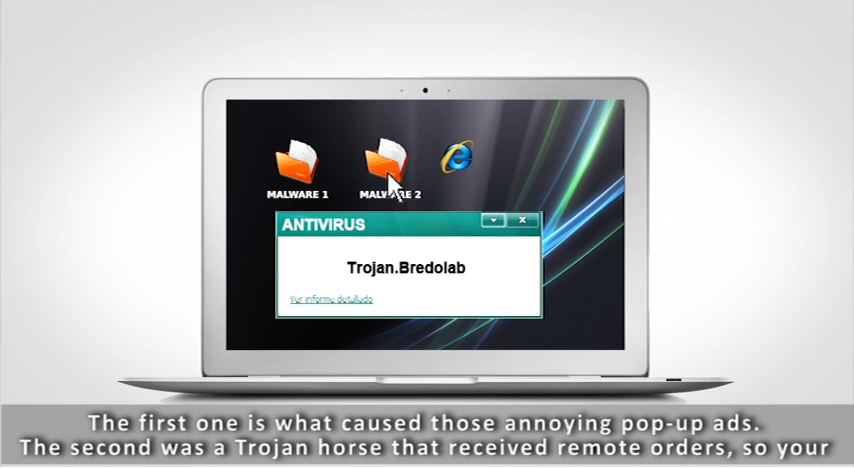 MALWARE 1
MALWARE 2
ANTIVIRUS
Trojan.Bredolab
Ver informe detallado
The first one is what caused those annoying pop-up ads.
The second was a Trojan horse that received remote orders, so your